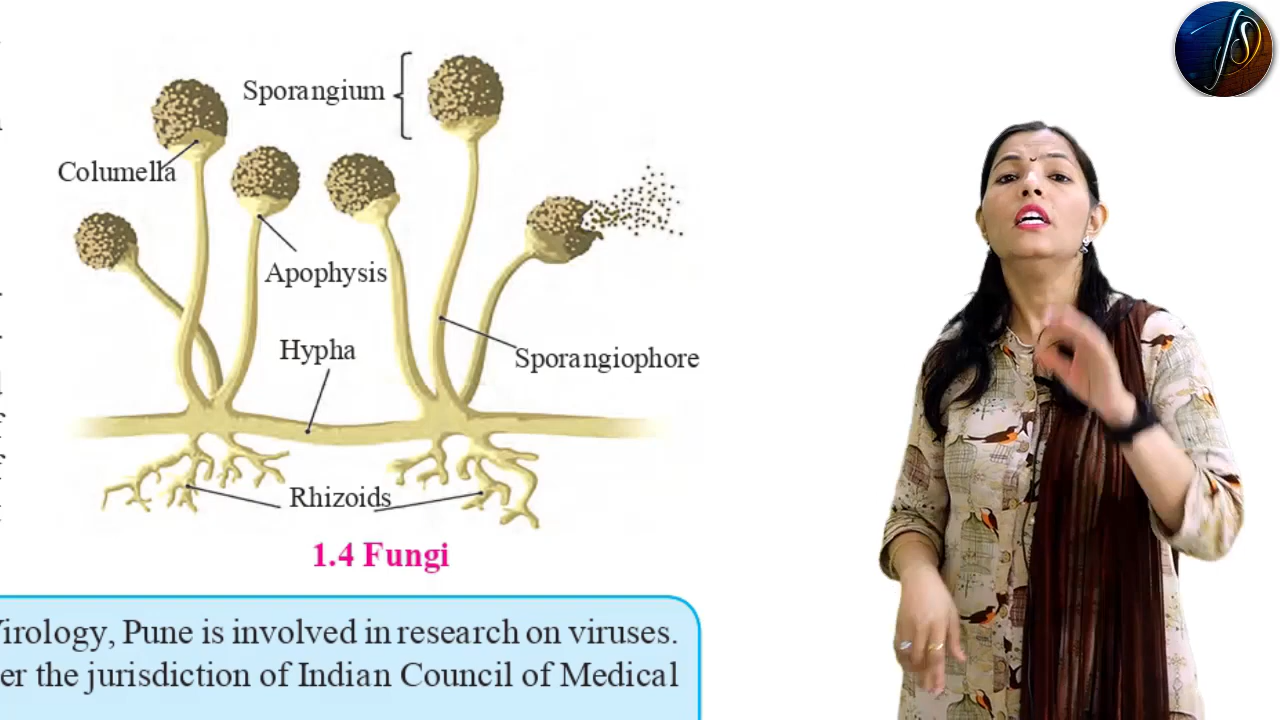 Sporangium
Columella
Apophysis
Hypha
Sporangiophore
Rhizoids
1.4 Fungi
Virology, Pune is involved in research on viruses.
er the jurisdiction of Indian Council of Medical